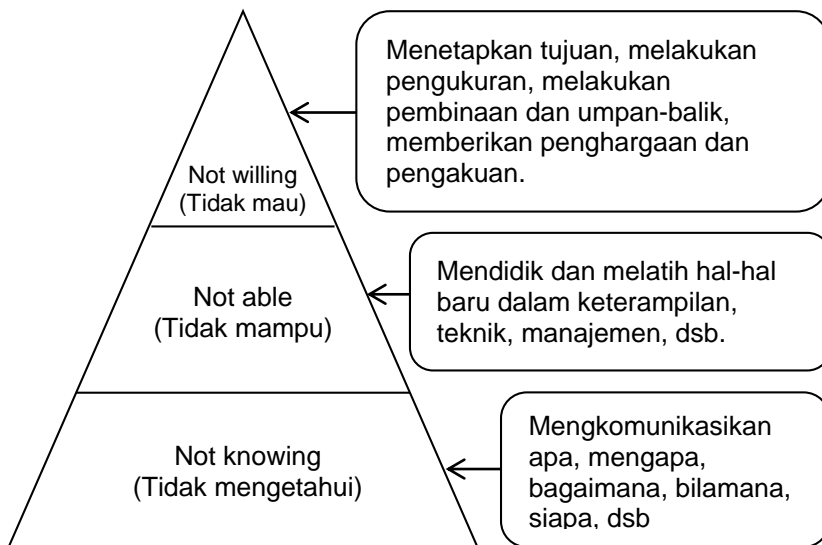 Menetapkan tujuan, melakukan
pengukuran, melakukan
pembinaan dan umpan-balik,
memberikan penghargaan dan
pengakuan.
Not willing
(Tidak mau)
Mendidik dan melatih hal-hal
baru dalam keterampilan,
teknik, manajemen, dsb.
Not able
(Tidak mampu)
Mengkomunikasikan
apa, mengapa,
bagaimana, bilamana,
siapa, dsb
Not knowing
(Tidak mengetahui)